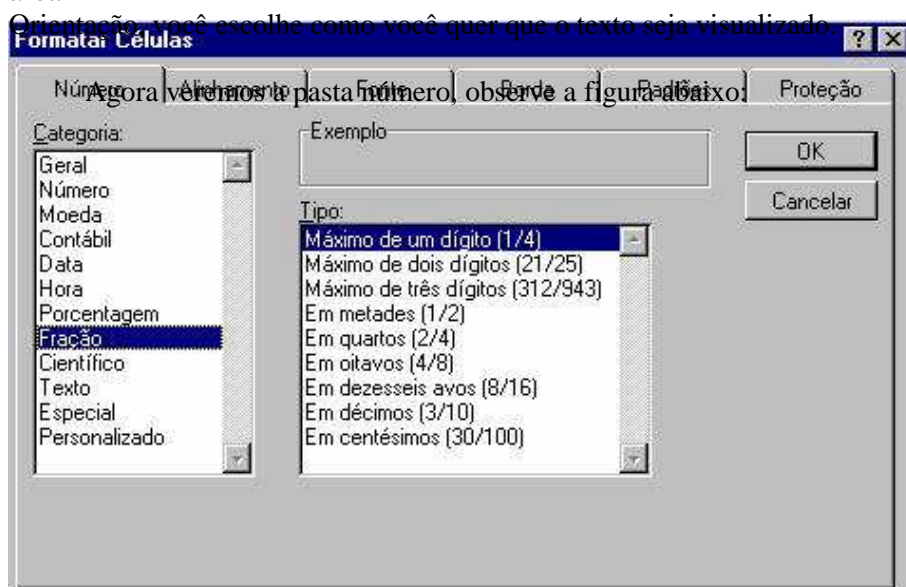 Orientação, você escolhe como você quer que o texto seja visualizado.
Formatar Células
Agora veremos a pasta número, observe a figura abaixo:
Número Alinhamento Fonte Borda Padrões Proteção
Categoria:
Geral
Número
Moeda
Contábil
Data
Hora
Porcentagem
Fração
Científico
Texto
Especial
Personalizado
Exemplo
Tipo:
Máximo de um dígito (1/4)
Máximo de dois dígitos (21/25)
Máximo de três dígitos (312/943)
Em metades (1/2)
Em quartos (2/4)
Em oitavos (4/8)
Em dezesseis avos (8/16)
Em décimos (3/10)
Em centésimos (30/100)
OK
Cancelar